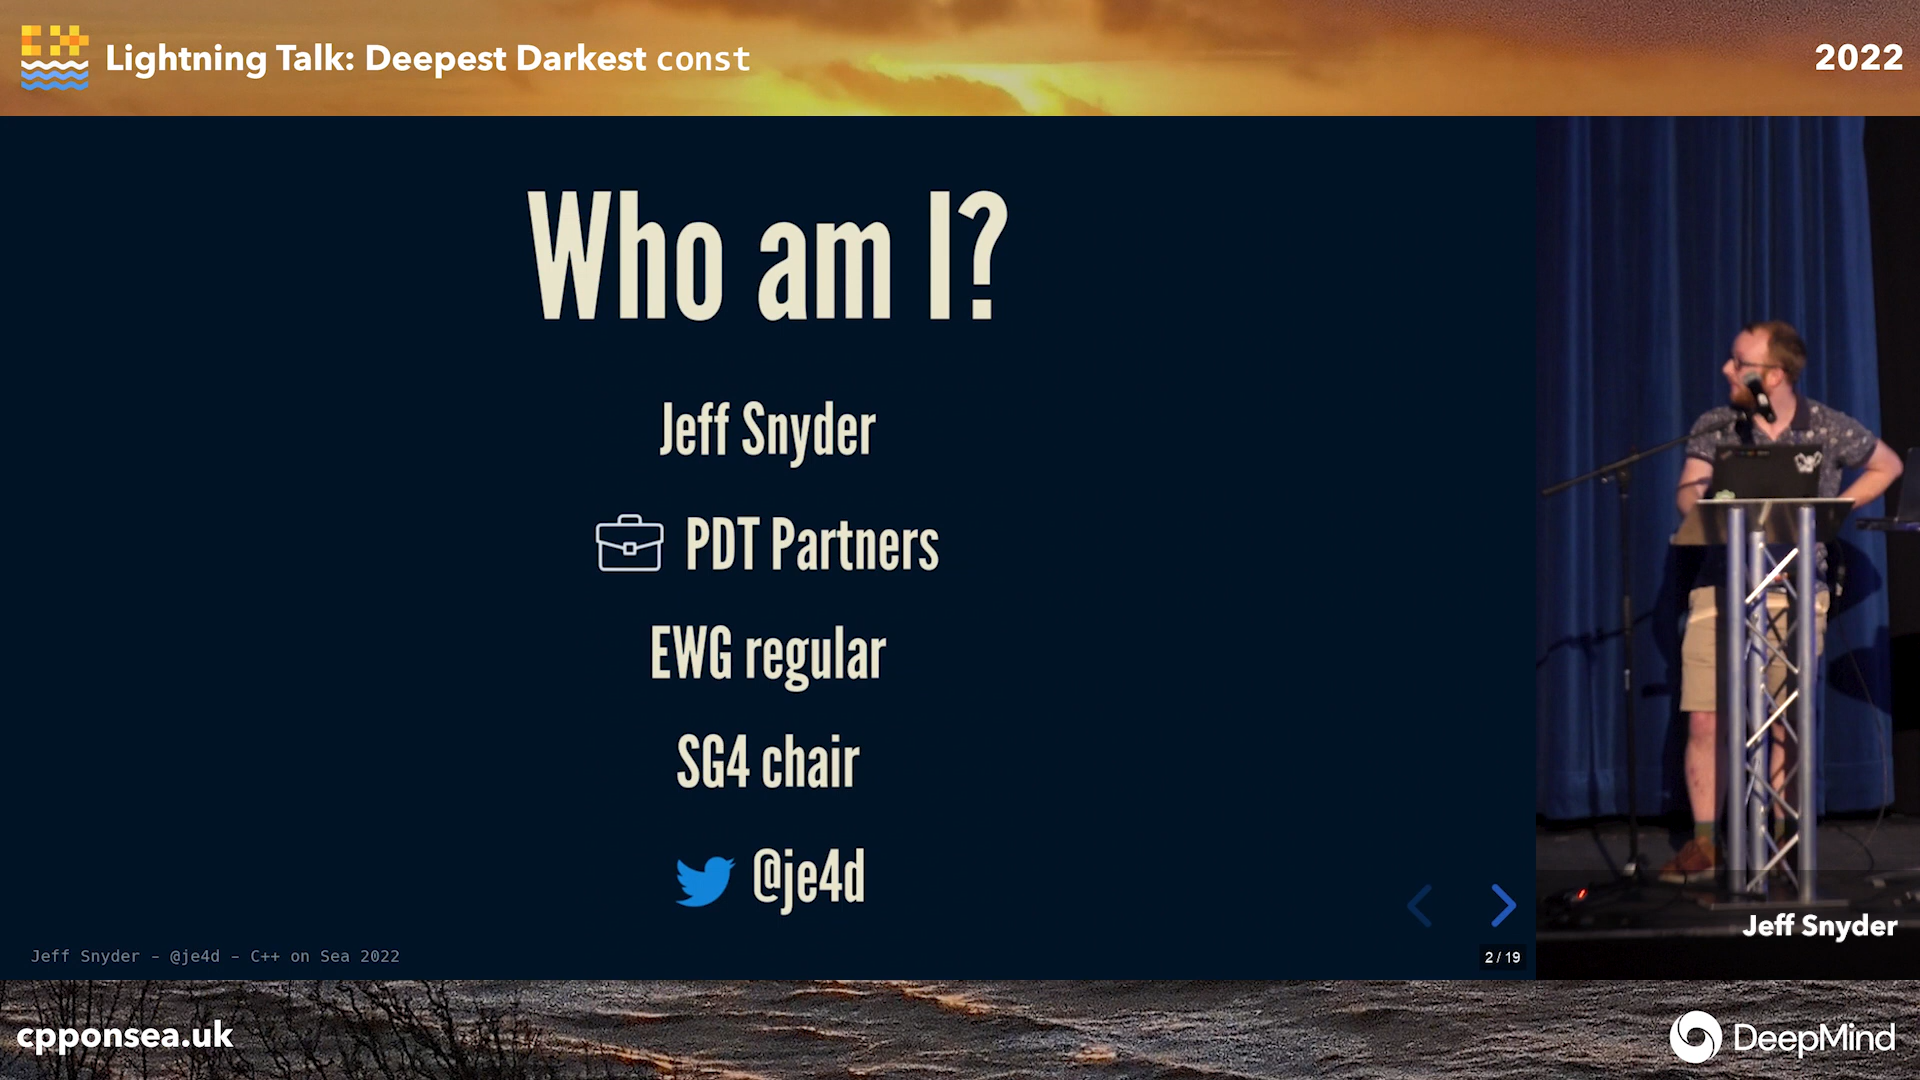 Lightning Talk: Deepest Darkest const
2022
Who am I?
Jeff Snyder
PDT Partners
EWG regular
SG4 chair
@je4d
Jeff Snyder - @je4d - C++ on Sea 2022
2 / 19
Jeff Snyder
cpponsea.uk
DeepMind